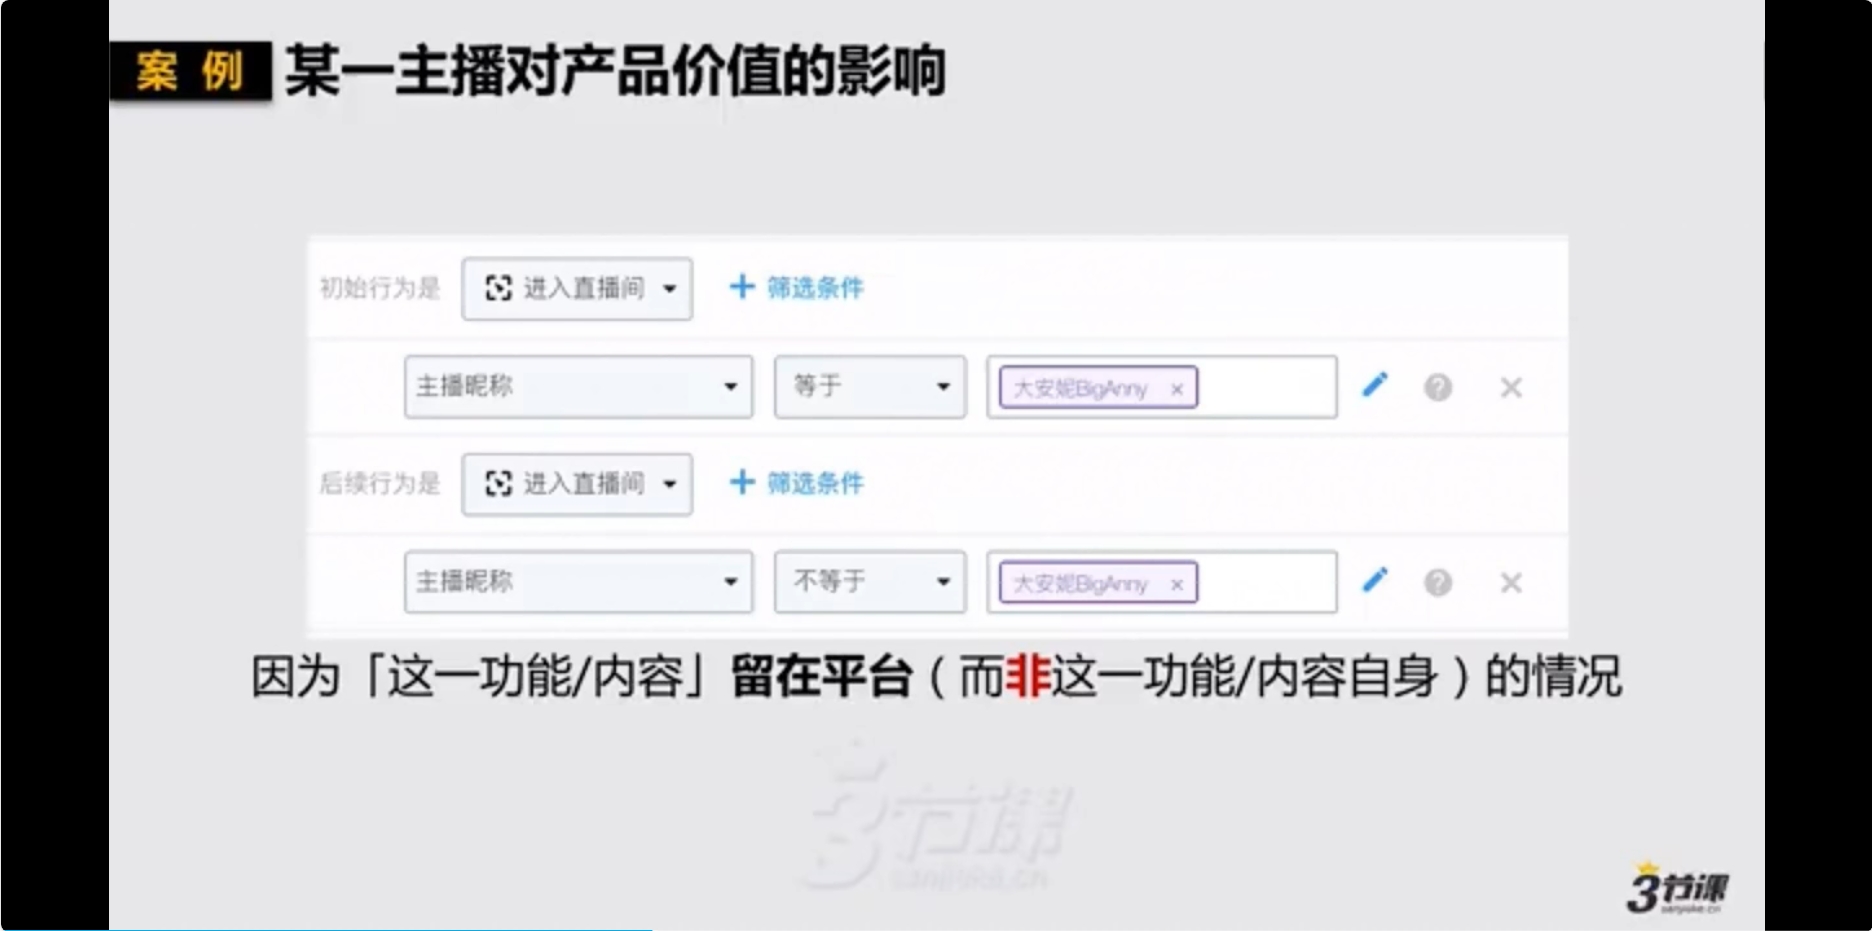 案 例 某一主播对产品价值的影响
初始行为是 进入直播间 + 筛选条件
主播昵称 等于 大安妮BigAnny ×
后续行为是 进入直播间 + 筛选条件
主播昵称 不等于 大安妮BigAnny ×
因为「这一功能/内容」留在平台（而非这一功能/内容自身）的情况
3节课
sanjieke.cn
3节课
sanjieke.cn